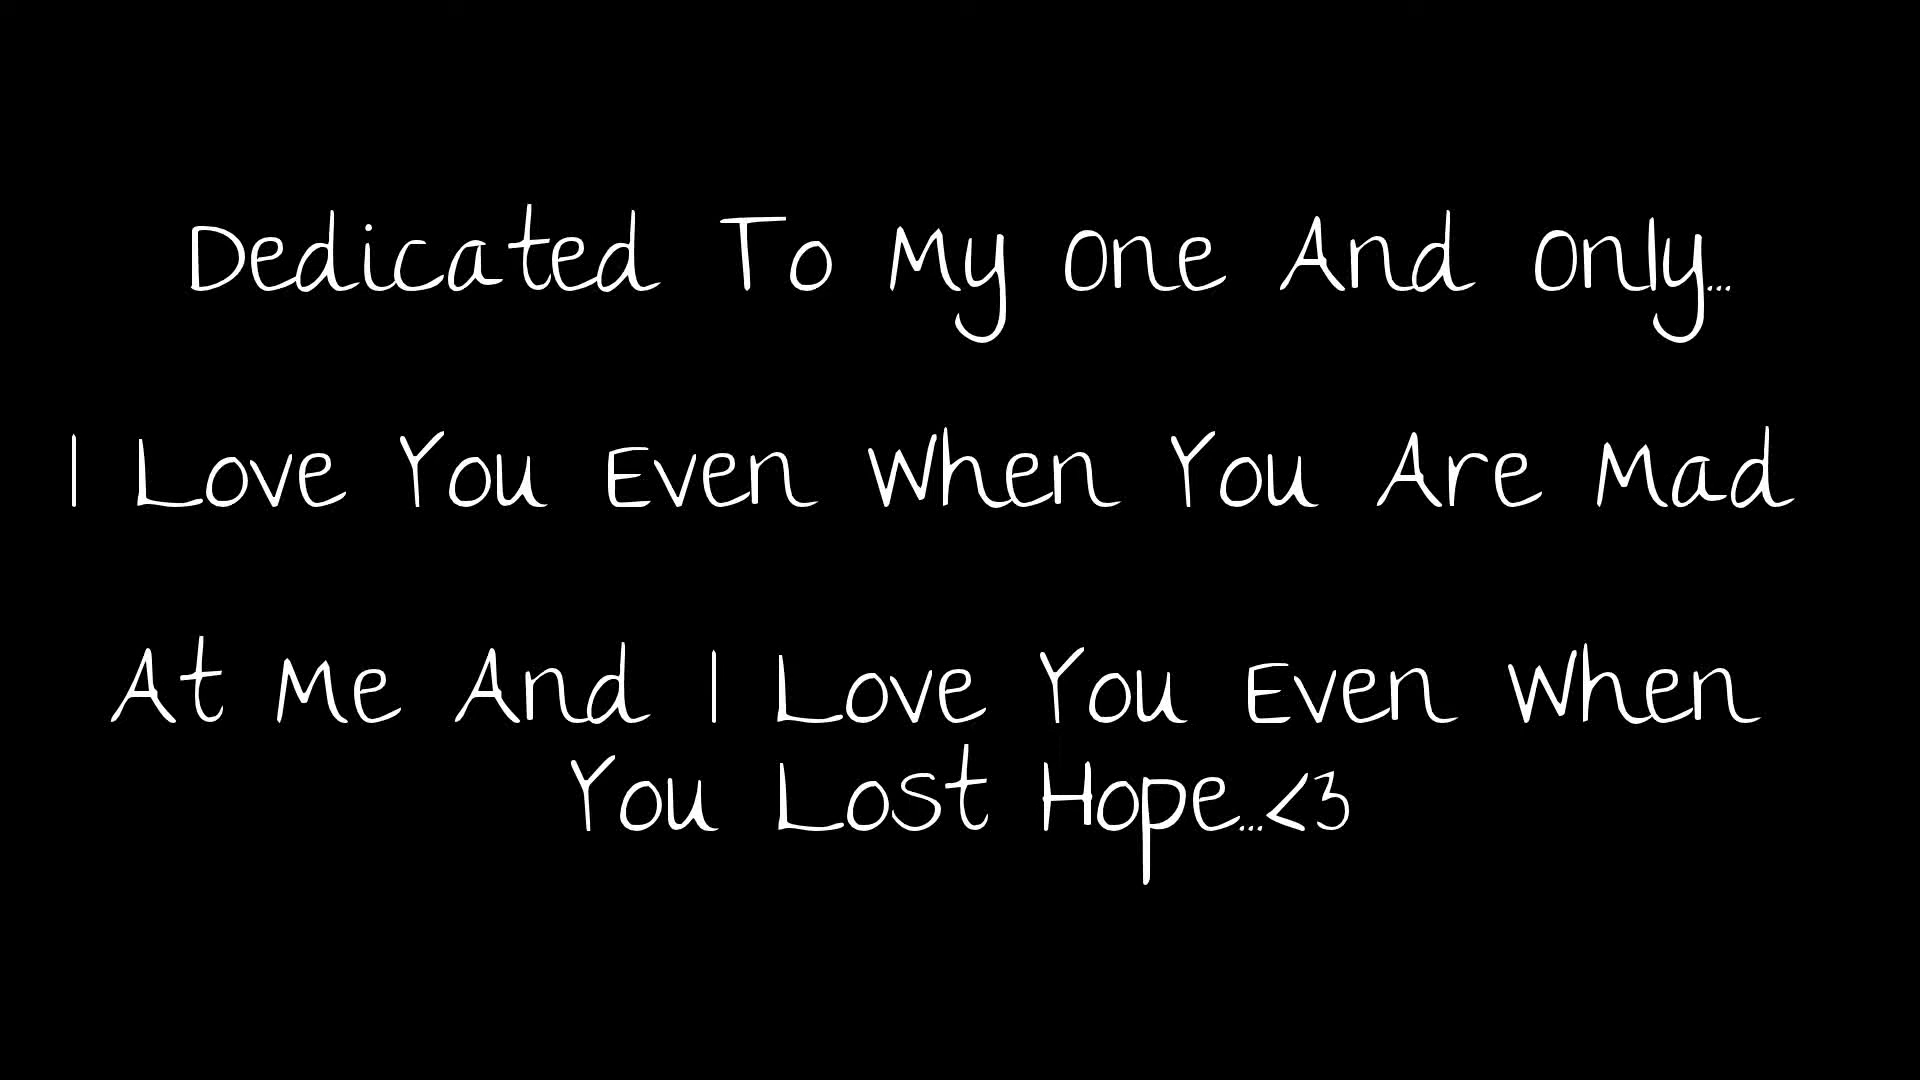 Dedicated To My One And Only...
I Love You Even When You Are Mad
At Me And I Love You Even When
You Lost Hope...<3